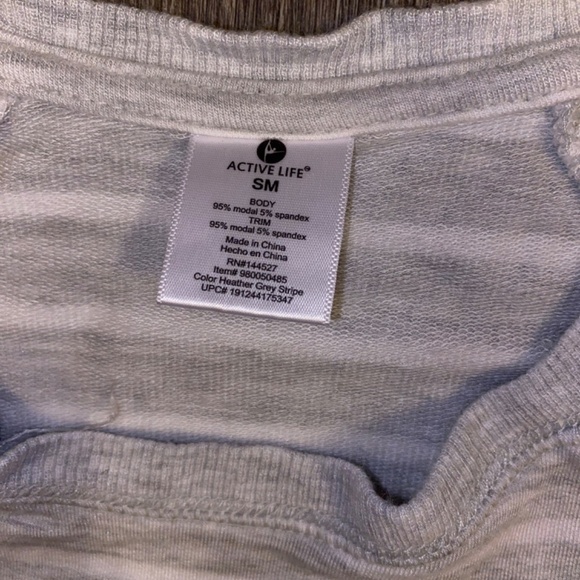 ACTIVE LIFE®
SM
BODY
95% modal 5% spandex
TRIM
95% modal 5% spandex
Made in China
Hecho en China
RN#144527
Item# 980050485
Color Heather Grey Stripe
UPC# 191244175347